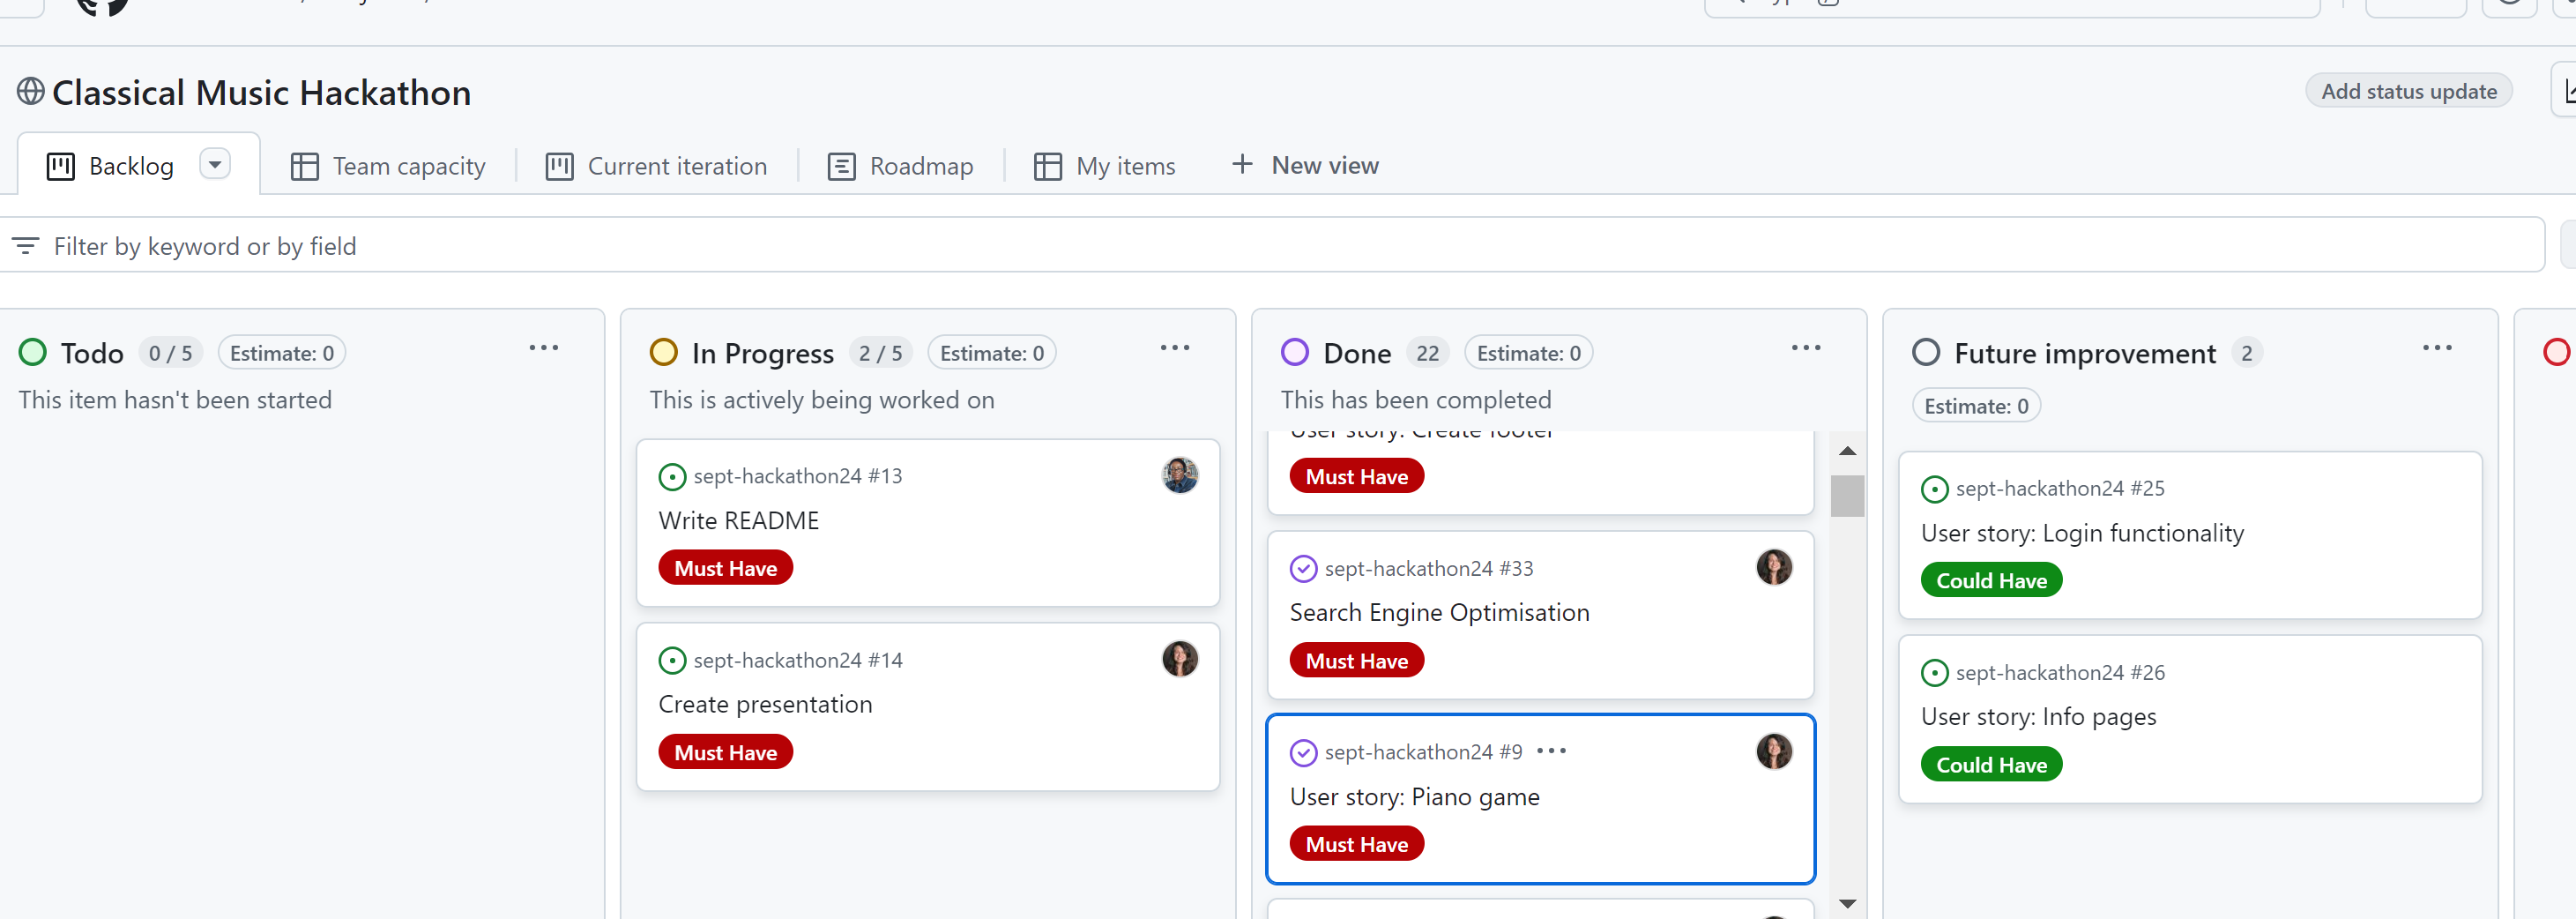 Classical Music Hackathon
Add status update
Backlog
Team capacity
Current iteration
Roadmap
My items
New view
Filter by keyword or by field
Todo 0 / 5 Estimate: 0
This item hasn't been started
In Progress 2 / 5 Estimate: 0
This is actively being worked on
sept-hackathon24 #13
Write README
Must Have
sept-hackathon24 #14
Create presentation
Must Have
Done 22 Estimate: 0
This has been completed
User story: Create footer
Must Have
sept-hackathon24 #33
Search Engine Optimisation
Must Have
sept-hackathon24 #9
User story: Piano game
Must Have
Future improvement 2
Estimate: 0
sept-hackathon24 #25
User story: Login functionality
Could Have
sept-hackathon24 #26
User story: Info pages
Could Have